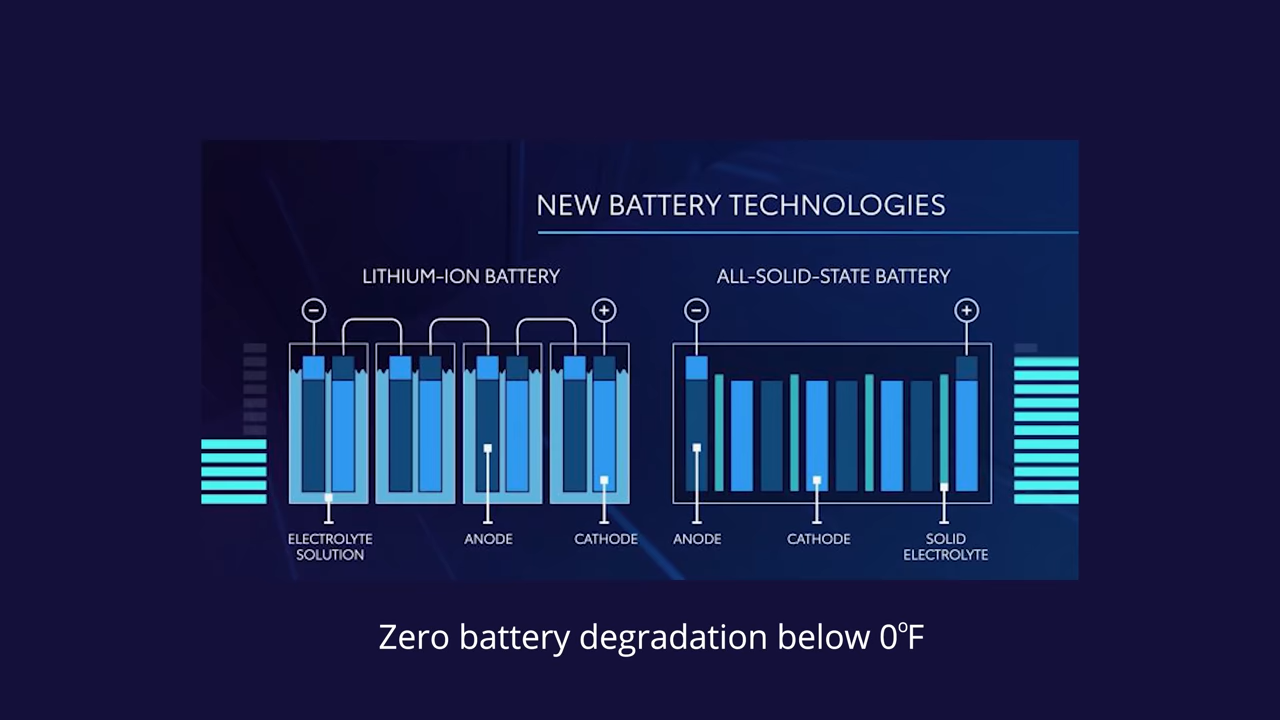 NEW BATTERY TECHNOLOGIES
LITHIUM-ION BATTERY
ALL-SOLID-STATE BATTERY
− + − +
ELECTROLYTE
SOLUTION
ANODE
CATHODE
ANODE
CATHODE
SOLID
ELECTROLYTE
Zero battery degradation below 0°F